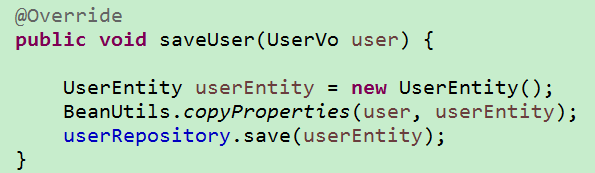 @Override
public void saveUser(UserVo user) {
UserEntity userEntity = new UserEntity();
BeanUtils.copyProperties(user, userEntity);
userRepository.save(userEntity);
}